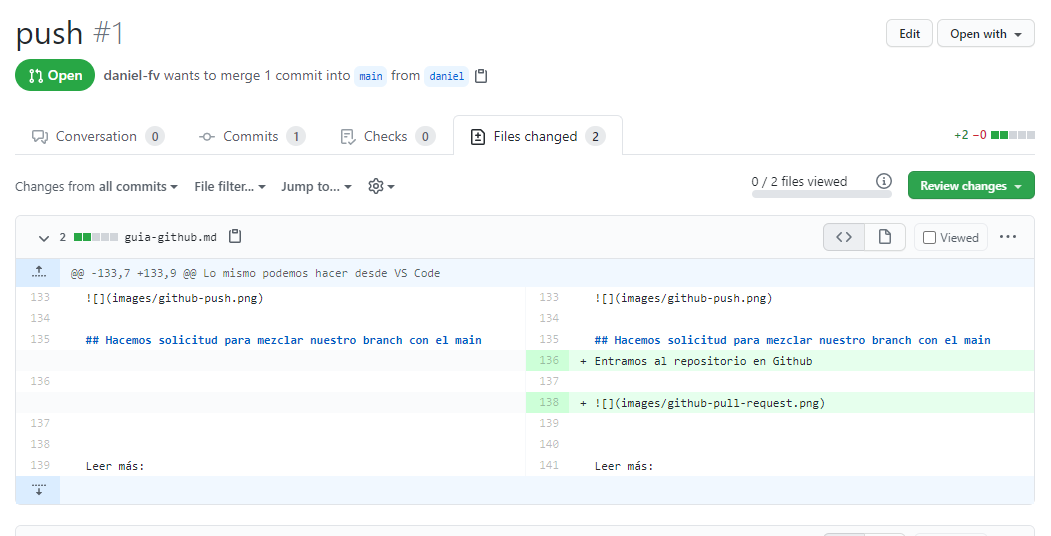 push #1
Edit
Open with
Open
daniel-fv wants to merge 1 commit into main from daniel
Conversation 0
Commits 1
Checks 0
Files changed 2
+2 −0
Changes from all commits
File filter...
Jump to...
0 / 2 files viewed
Review changes
2 guia-github.md
Viewed
@@ -133,7 +133,9 @@ Lo mismo podemos hacer desde VS Code
133 ![](images/github-push.png) 133 ![](images/github-push.png)
134 134
135 ## Hacemos solicitud para mezclar nuestro branch con el main 135 ## Hacemos solicitud para mezclar nuestro branch con el main
136 + Entramos al repositorio en Github
136 137
138 + ![](images/github-pull-request.png)
137 139
138 140
139 Leer más: 141 Leer más: